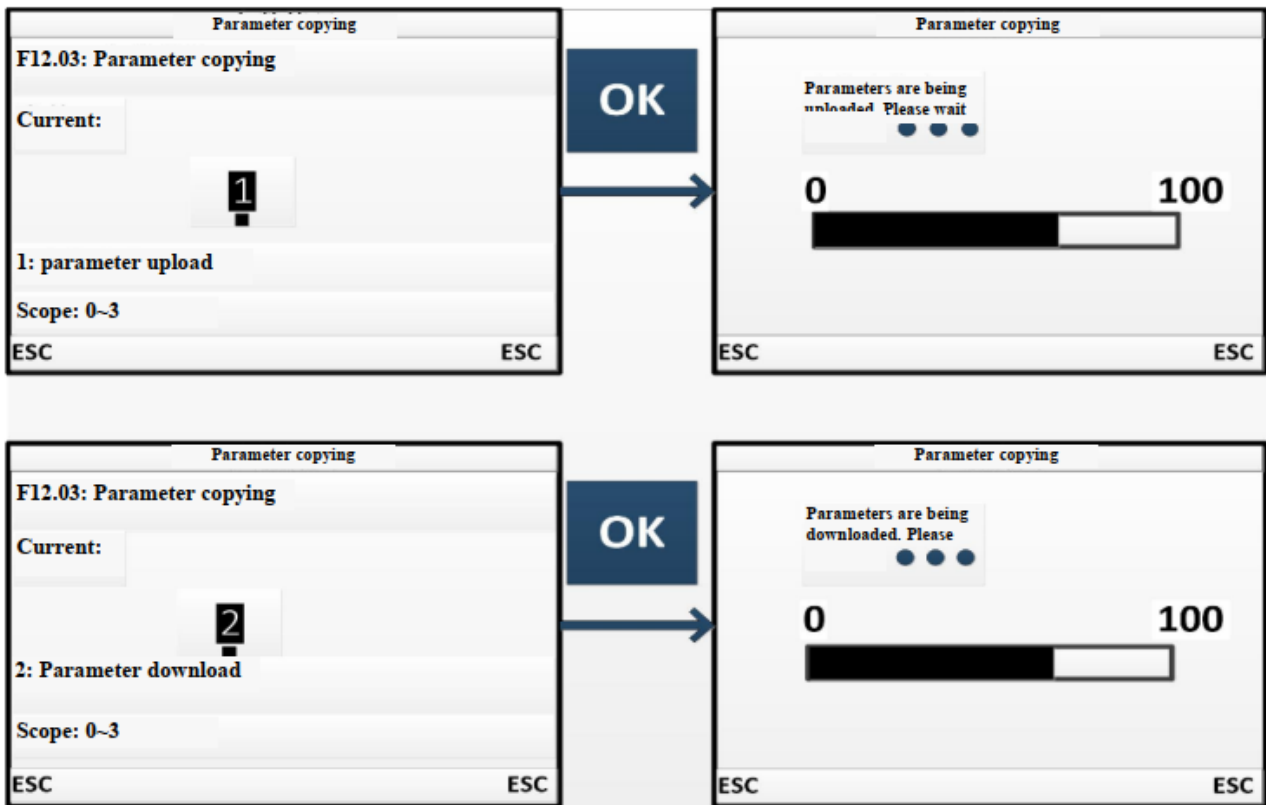 Parameter copying
F12.03: Parameter copying
Current:
1
1: parameter upload
Scope: 0~3
ESC ESC
OK
Parameter copying
Parameters are being
uploaded. Please wait
0 100
ESC ESC
Parameter copying
F12.03: Parameter copying
Current:
2
2: Parameter download
Scope: 0~3
ESC ESC
OK
Parameter copying
Parameters are being
downloaded. Please
0 100
ESC ESC